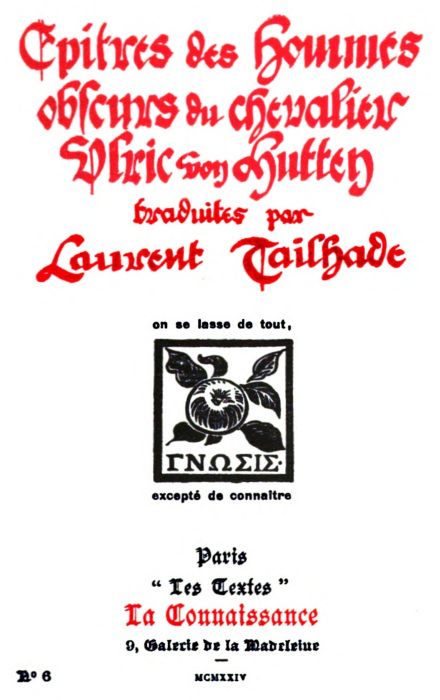 Epitres des Hommes
obscurs du chevalier
Ulric von Hutten
traduites par
Laurent Tailhade
on se lasse de tout,
ΓΝΩΣΙΣ·
excepté de connaître
Paris
“ Les Textes ”
La Connaissance
9, Galerie de la Madeleine
Nº 6
MCMXXIV